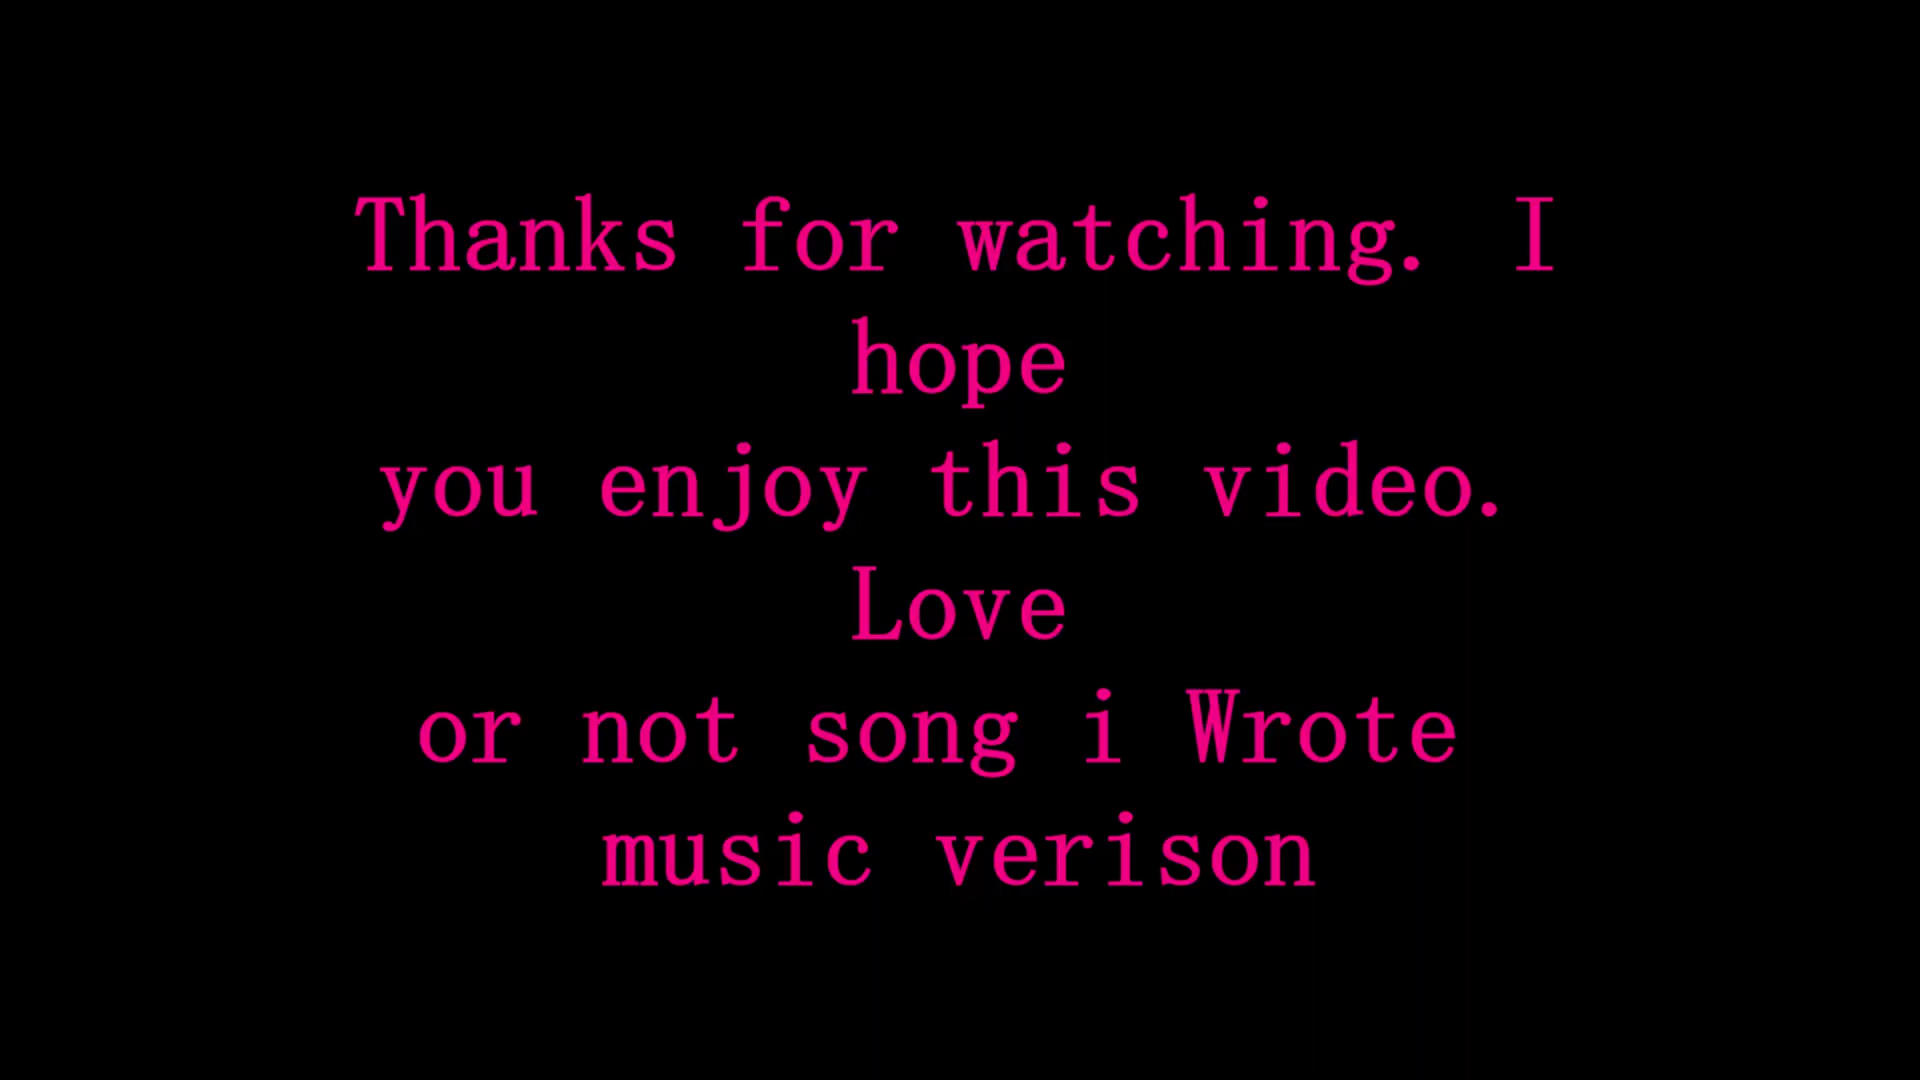 Thanks for watching. I
hope
you enjoy this video.
Love
or not song i Wrote
music verison